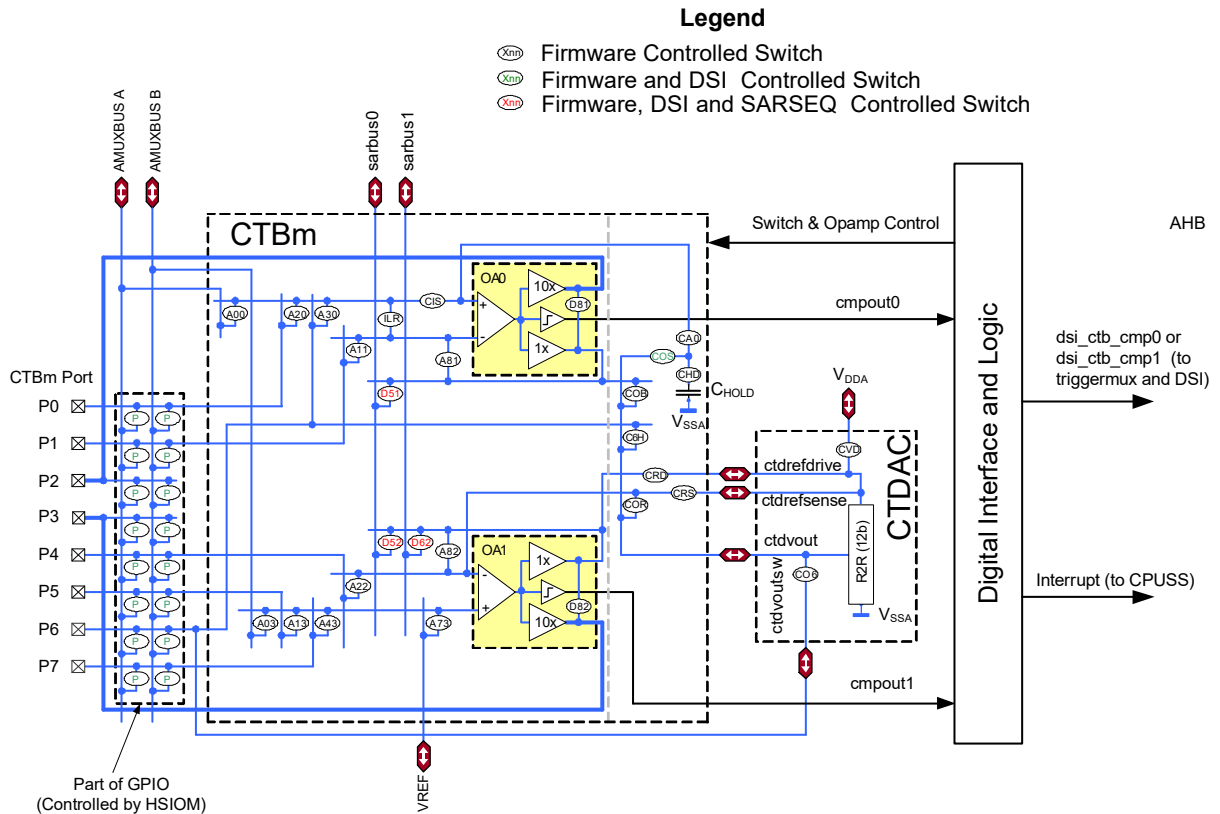 Legend
Xnn Firmware Controlled Switch
Xnn Firmware and DSI Controlled Switch
Xnn Firmware, DSI and SARSEQ Controlled Switch
AMUXBUS A
AMUXBUS B
sarbus0
sarbus1
CTBm
Switch & Opamp Control
AHB
OA0
10x
1x
+
-
D81
cmpout0
A00
A20
A30
CIS
ILR
A11
A81
D51
CA0
COS
CHD
CHOLD
VSSA
COB
C6H
dsi_ctb_cmp0 or
dsi_ctb_cmp1 (to
triggermux and DSI)
CTBm Port
P0
P1
P2
P3
P4
P5
P6
P7
P P
P P
P P
P P
P P
P P
P P
P P
VDDA
CVD
CTDAC
CRD
ctdrefdrive
CRS
ctdrefsense
COR
ctdvout
R2R (12b)
CO6
VSSA
ctdvoutsw
Digital Interface and Logic
Interrupt (to CPUSS)
D52
D62
A82
A22
OA1
1x
10x
-
+
D82
A03
A13
A43
A73
cmpout1
VREF
Part of GPIO
(Controlled by HSIOM)